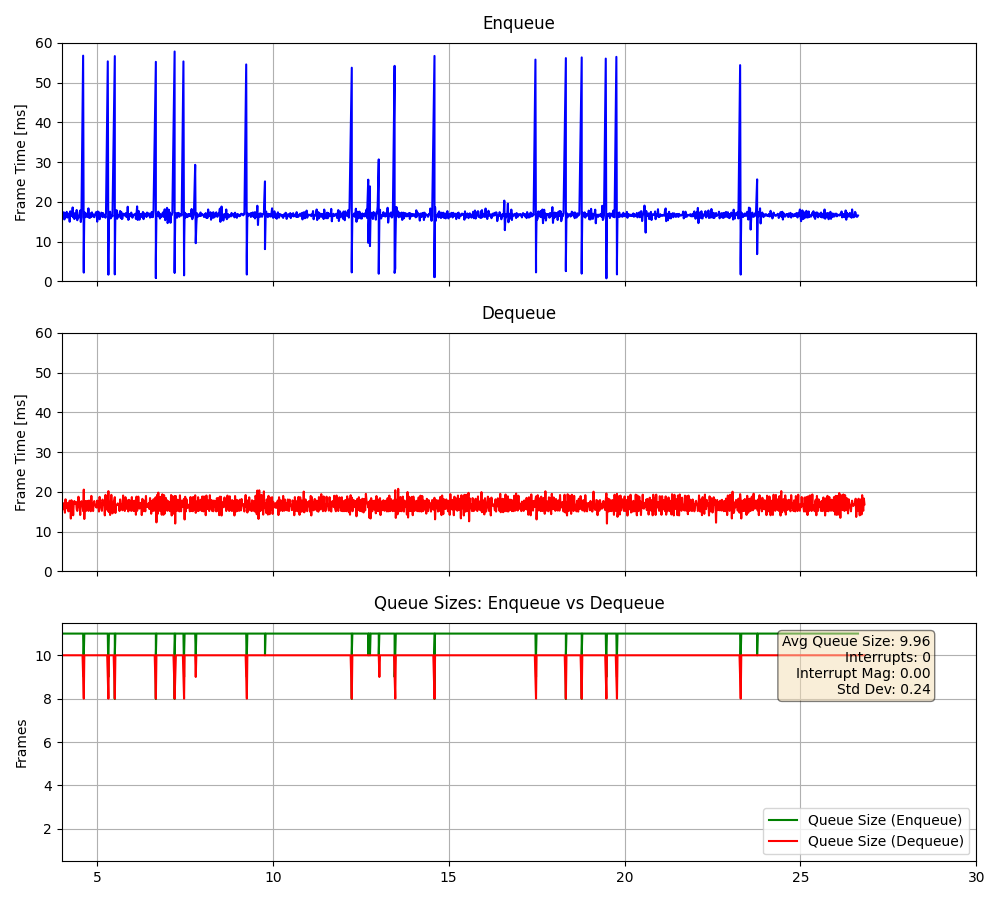 Enqueue
Frame Time [ms]
60
50
40
30
20
10
0
Dequeue
Frame Time [ms]
60
50
40
30
20
10
0
Queue Sizes: Enqueue vs Dequeue
Frames
10
8
6
4
2
Avg Queue Size: 9.96
Interrupts: 0
Interrupt Mag: 0.00
Std Dev: 0.24
Queue Size (Enqueue)
Queue Size (Dequeue)
5 10 15 20 25 30